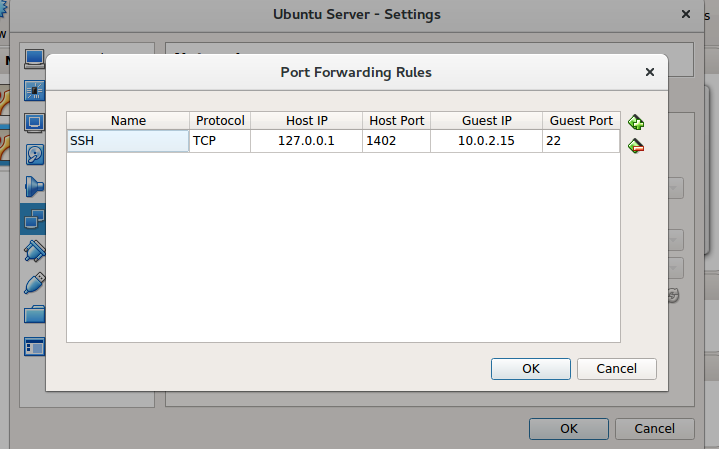 Ubuntu Server - Settings
Port Forwarding Rules
Name Protocol Host IP Host Port Guest IP Guest Port
SSH TCP 127.0.0.1 1402 10.0.2.15 22
OK Cancel
OK Cancel